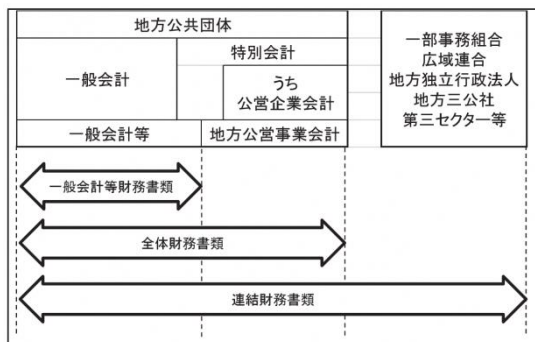 地方公共団体
一般会計
特別会計
うち
公営企業会計
一般会計等
地方公営事業会計
一部事務組合
広域連合
地方独立行政法人
地方三公社
第三セクター等
一般会計等財務書類
全体財務書類
連結財務書類